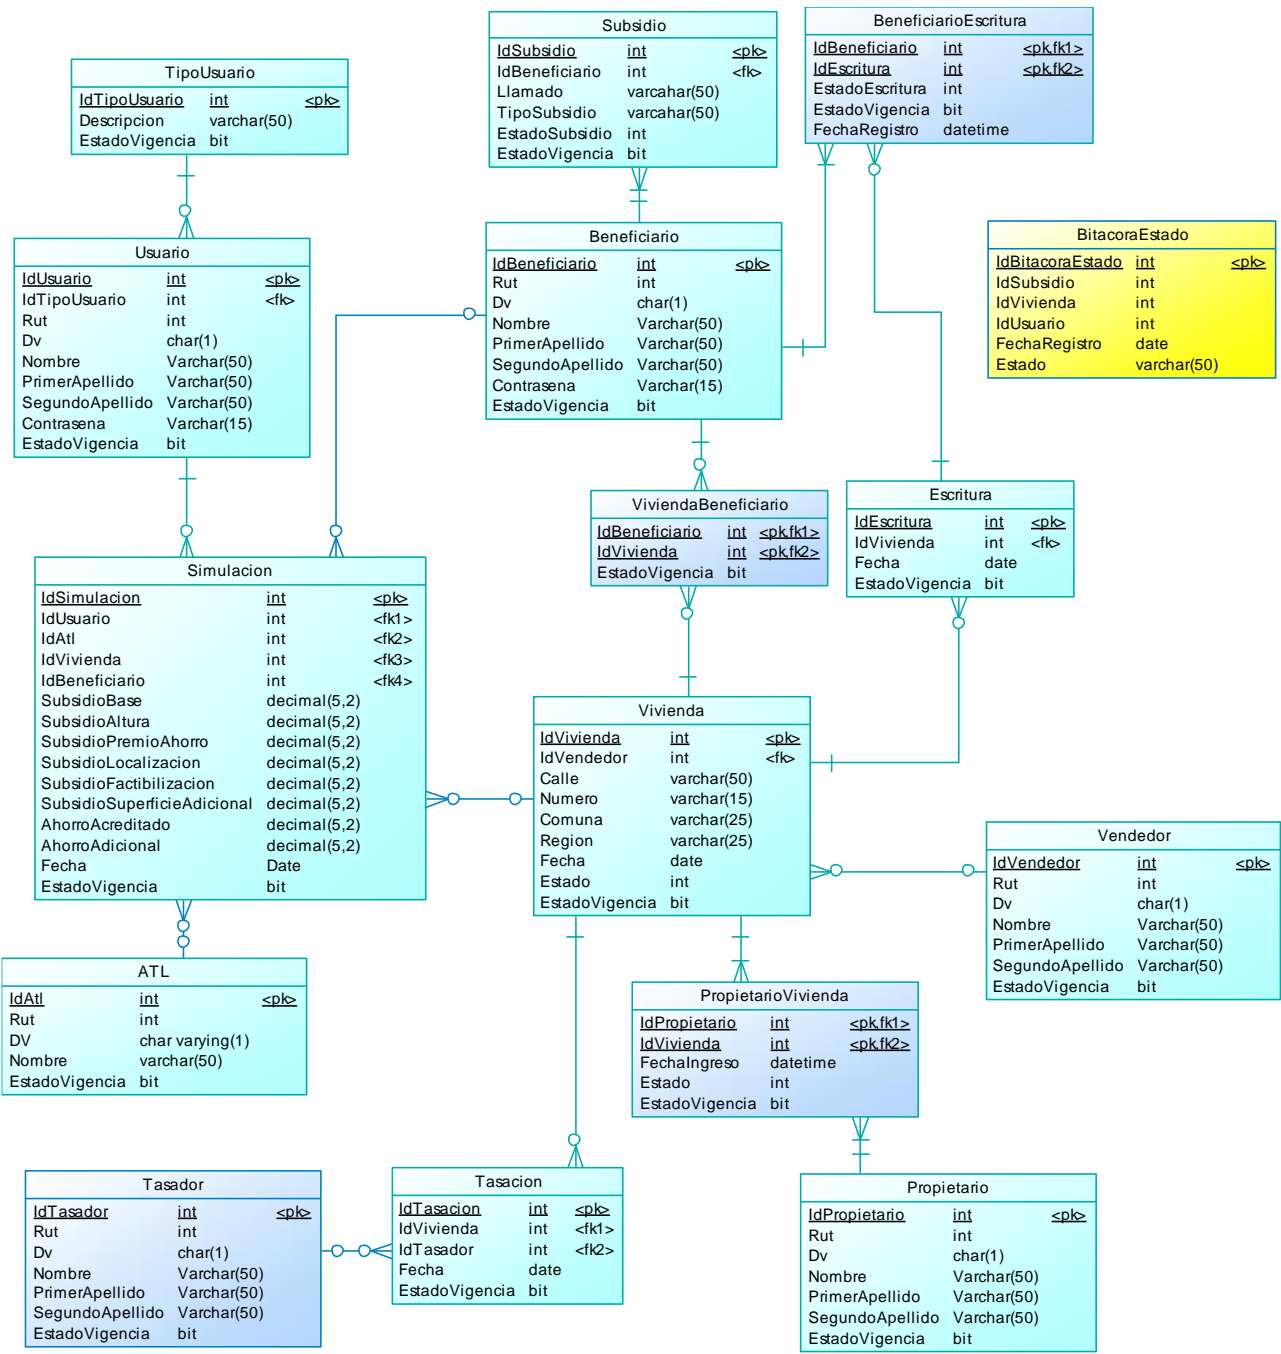 Subsidio
IdSubsidio int <pk>
IdBeneficiario int <fk>
Llamado varcahar(50)
TipoSubsidio varcahar(50)
EstadoSubsidio int
EstadoVigencia bit
BeneficiarioEscritura
IdBeneficiario int <pk,fk1>
IdEscritura int <pk,fk2>
EstadoEscritura int
EstadoVigencia bit
FechaRegistro datetime
TipoUsuario
IdTipoUsuario int <pk>
Descripcion varchar(50)
EstadoVigencia bit
Usuario
IdUsuario int <pk>
IdTipoUsuario int <fk>
Rut int
Dv char(1)
Nombre Varchar(50)
PrimerApellido Varchar(50)
SegundoApellido Varchar(50)
Contrasena Varchar(15)
EstadoVigencia bit
Beneficiario
IdBeneficiario int <pk>
Rut int
Dv char(1)
Nombre Varchar(50)
PrimerApellido Varchar(50)
SegundoApellido Varchar(50)
Contrasena Varchar(15)
EstadoVigencia bit
BitacoraEstado
IdBitacoraEstado int <pk>
IdSubsidio int
IdVivienda int
IdUsuario int
FechaRegistro date
Estado varchar(50)
ViviendaBeneficiario
IdBeneficiario int <pk,fk1>
IdVivienda int <pk,fk2>
EstadoVigencia bit
Escritura
IdEscritura int <pk>
IdVivienda int <fk>
Fecha date
EstadoVigencia bit
Simulacion
IdSimulacion int <pk>
IdUsuario int <fk1>
IdAtl int <fk2>
IdVivienda int <fk3>
IdBeneficiario int <fk4>
SubsidioBase decimal(5,2)
SubsidioAltura decimal(5,2)
SubsidioPremioAhorro decimal(5,2)
SubsidioLocalizacion decimal(5,2)
SubsidioFactibilizacion decimal(5,2)
SubsidioSuperficieAdicional decimal(5,2)
AhorroAcreditado decimal(5,2)
AhorroAdicional decimal(5,2)
Fecha Date
EstadoVigencia bit
Vivienda
IdVivienda int <pk>
IdVendedor int <fk>
Calle varchar(50)
Numero varchar(15)
Comuna varchar(25)
Region varchar(25)
Fecha date
Estado int
EstadoVigencia bit
Vendedor
IdVendedor int <pk>
Rut int
Dv char(1)
Nombre Varchar(50)
PrimerApellido Varchar(50)
SegundoApellido Varchar(50)
EstadoVigencia bit
ATL
IdAtl int <pk>
Rut int
DV char varying(1)
Nombre varchar(50)
EstadoVigencia bit
PropietarioVivienda
IdPropietario int <pk,fk1>
IdVivienda int <pk,fk2>
FechaIngreso datetime
Estado int
EstadoVigencia bit
Tasador
IdTasador int <pk>
Rut int
Dv char(1)
Nombre Varchar(50)
PrimerApellido Varchar(50)
SegundoApellido Varchar(50)
EstadoVigencia bit
Tasacion
IdTasacion int <pk>
IdVivienda int <fk1>
IdTasador int <fk2>
Fecha date
EstadoVigencia bit
Propietario
IdPropietario int <pk>
Rut int
Dv char(1)
Nombre Varchar(50)
PrimerApellido Varchar(50)
SegundoApellido Varchar(50)
EstadoVigencia bit